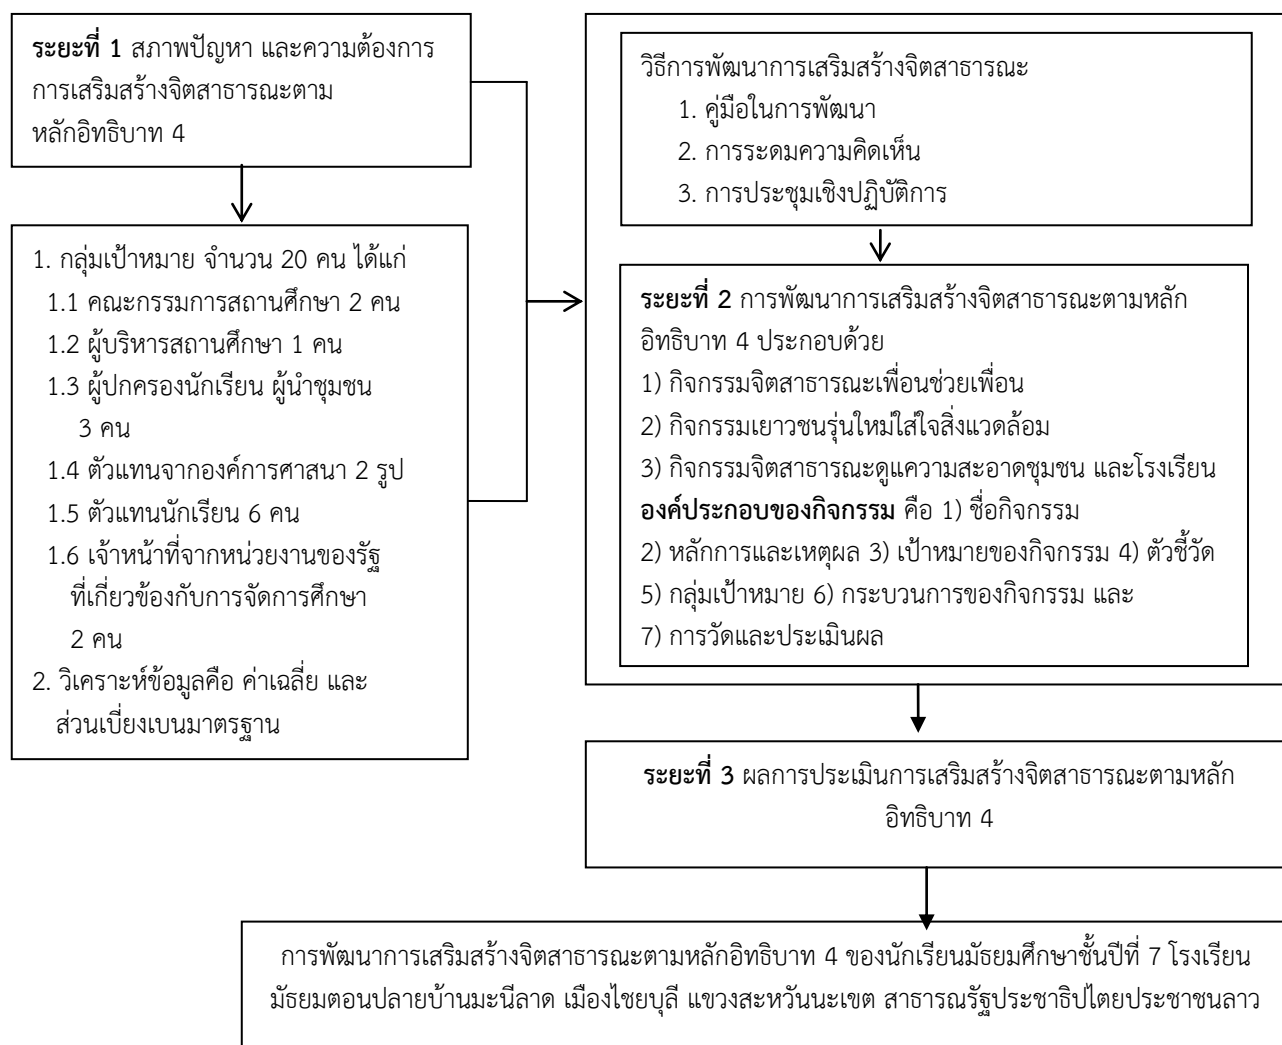 ระยะที่ 1 สภาพปัญหา และความต้องการ
การเสริมสร้างจิตสาธารณะตาม
หลักอิทธิบาท 4
1. กลุ่มเป้าหมาย จำนวน 20 คน ได้แก่
1.1 คณะกรรมการสถานศึกษา 2 คน
1.2 ผู้บริหารสถานศึกษา 1 คน
1.3 ผู้ปกครองนักเรียน ผู้นำชุมชน
3 คน
1.4 ตัวแทนจากองค์การศาสนา 2 รูป
1.5 ตัวแทนนักเรียน 6 คน
1.6 เจ้าหน้าที่จากหน่วยงานของรัฐ
ที่เกี่ยวข้องกับการจัดการศึกษา
2 คน
2. วิเคราะห์ข้อมูลคือ ค่าเฉลี่ย และ
ส่วนเบี่ยงเบนมาตรฐาน
วิธีการพัฒนาการเสริมสร้างจิตสาธารณะ
1. คู่มือในการพัฒนา
2. การระดมความคิดเห็น
3. การประชุมเชิงปฏิบัติการ
ระยะที่ 2 การพัฒนาการเสริมสร้างจิตสาธารณะตามหลัก
อิทธิบาท 4 ประกอบด้วย
1) กิจกรรมจิตสาธารณะเพื่อนช่วยเพื่อน
2) กิจกรรมเยาวชนรุ่นใหม่ใส่ใจสิ่งแวดล้อม
3) กิจกรรมจิตสาธารณะดูแความสะอาดชุมชน และโรงเรียน
องค์ประกอบของกิจกรรม คือ 1) ชื่อกิจกรรม
2) หลักการและเหตุผล 3) เป้าหมายของกิจกรรม 4) ตัวชี้วัด
5) กลุ่มเป้าหมาย 6) กระบวนการของกิจกรรม และ
7) การวัดและประเมินผล
ระยะที่ 3 ผลการประเมินการเสริมสร้างจิตสาธารณะตามหลัก
อิทธิบาท 4
การพัฒนาการเสริมสร้างจิตสาธารณะตามหลักอิทธิบาท 4 ของนักเรียนมัธยมศึกษาชั้นปีที่ 7 โรงเรียน
มัธยมตอนปลายบ้านมะนีลาด เมืองไชยบุลี แขวงสะหวันนะเขต สาธารณรัฐประชาธิปไตยประชาชนลาว